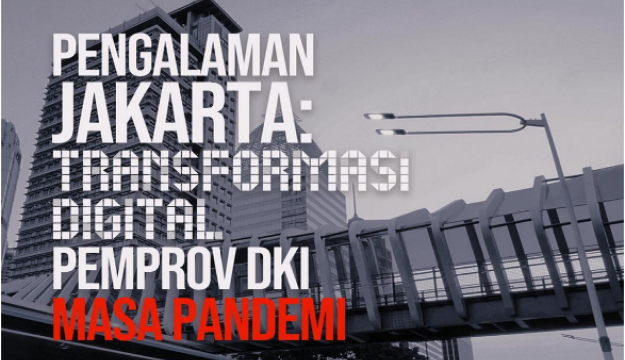 PENGALAMAN
JAKARTA:
TRANSFORMASI
DIGITAL
PEMPROV DKI
MASA PANDEMI